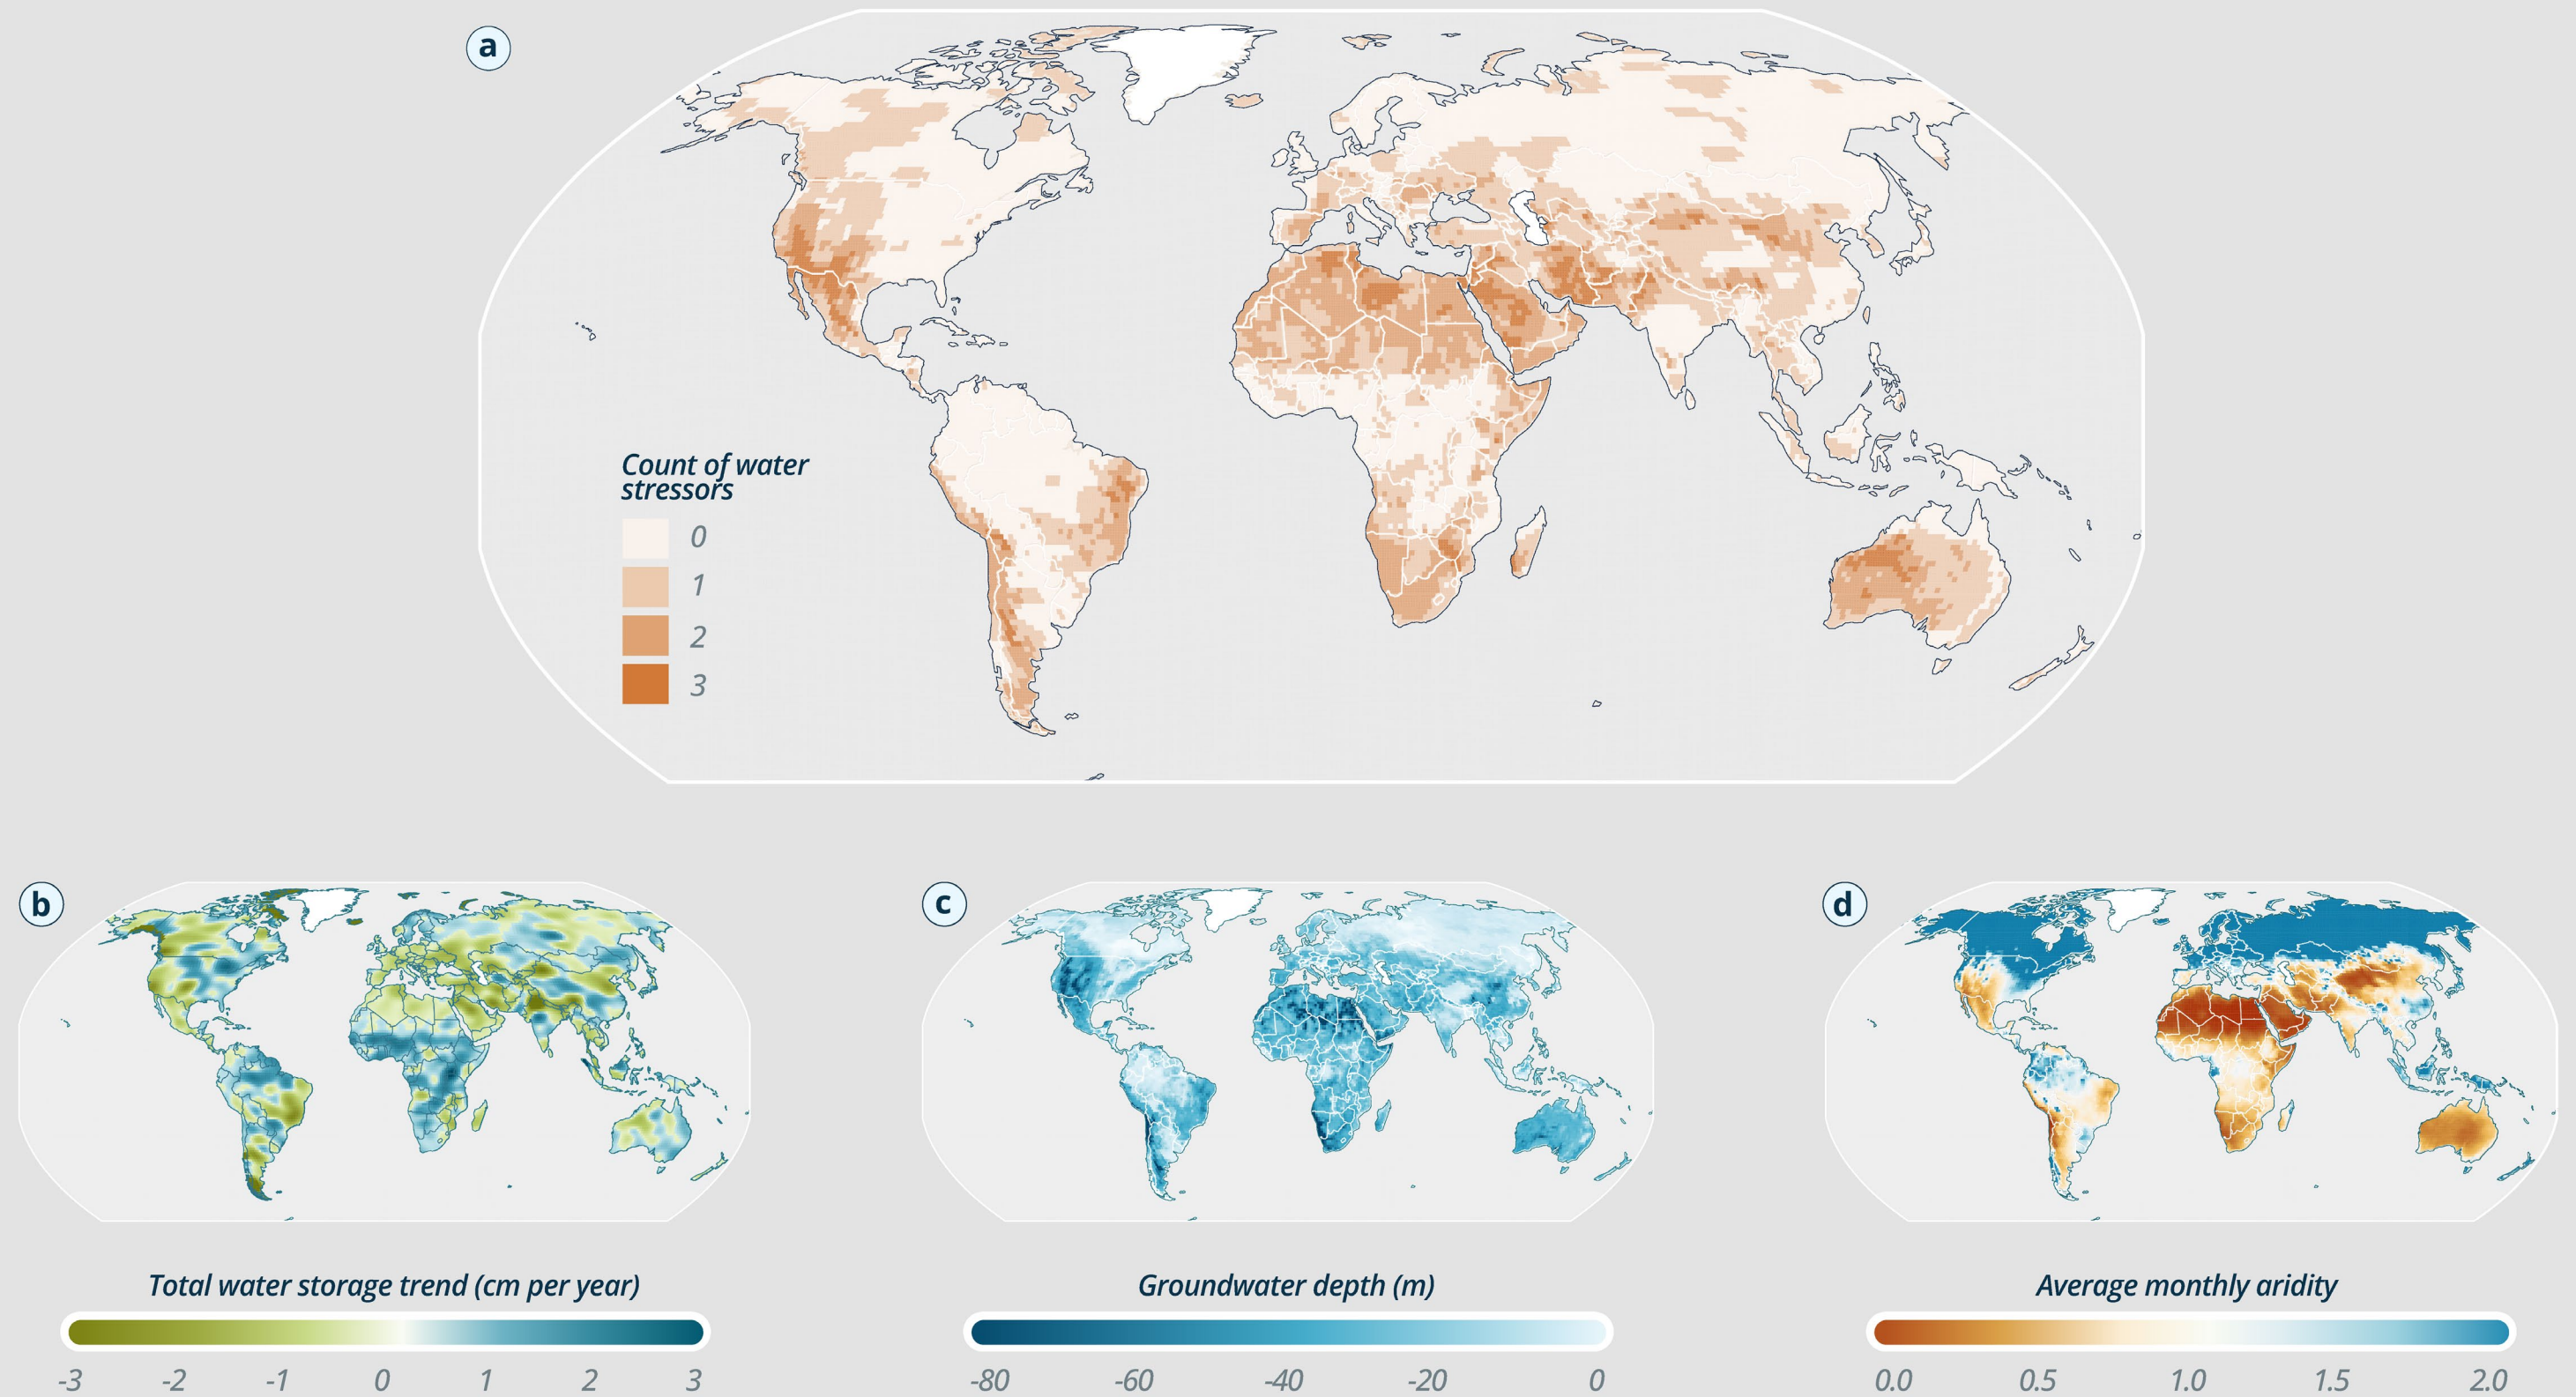 a
Count of water
stressors
0
1
2
3
b
c
d
Total water storage trend (cm per year)
-3 -2 -1 0 1 2 3
Groundwater depth (m)
-80 -60 -40 -20 0
Average monthly aridity
0.0 0.5 1.0 1.5 2.0